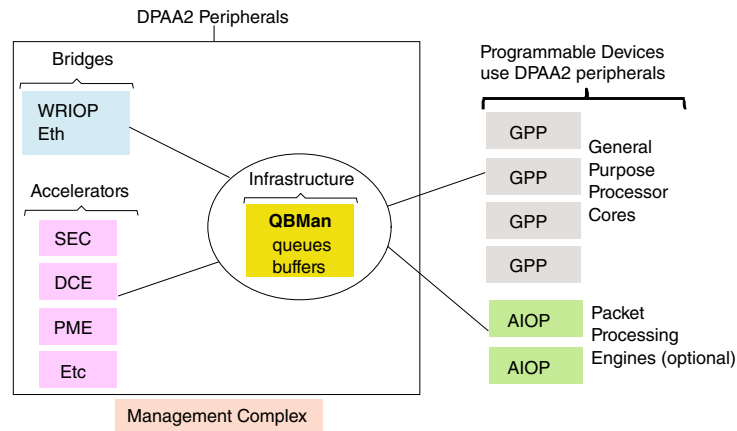 DPAA2 Peripherals
Bridges
WRIOP
Eth
Accelerators
SEC
DCE
PME
Etc
Infrastructure
QBMan
queues
buffers
Management Complex
Programmable Devices
use DPAA2 peripherals
GPP
GPP
GPP
GPP
General
Purpose
Processor
Cores
AIOP
AIOP
Packet
Processing
Engines (optional)